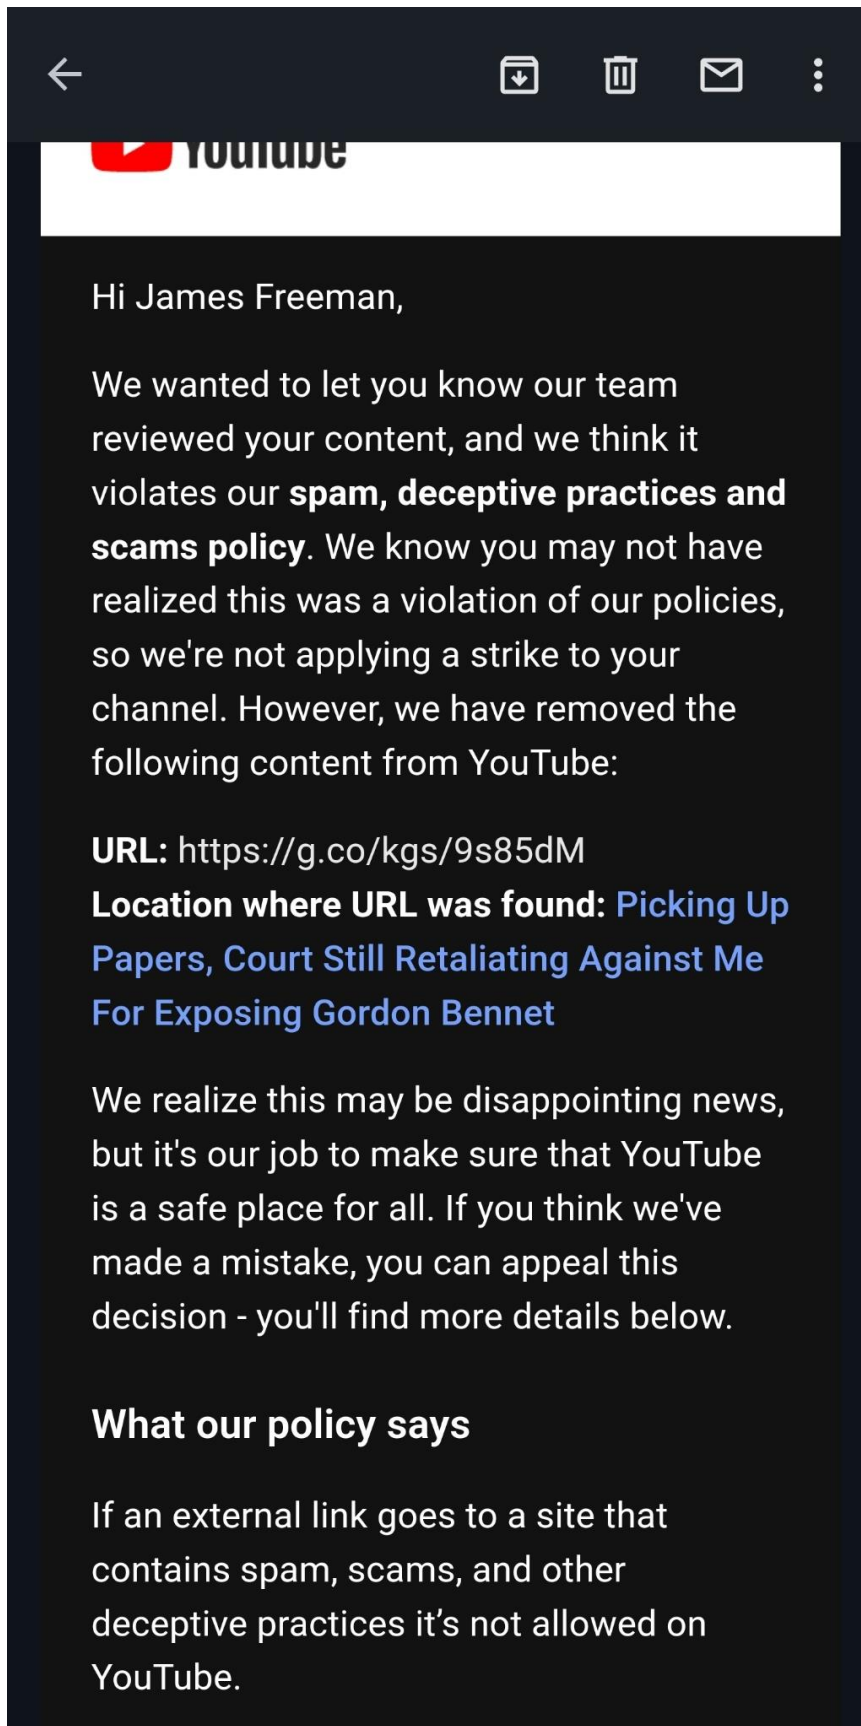 YouTube
Hi James Freeman,
We wanted to let you know our team
reviewed your content, and we think it
violates our spam, deceptive practices and
scams policy. We know you may not have
realized this was a violation of our policies,
so we're not applying a strike to your
channel. However, we have removed the
following content from YouTube:
URL: https://g.co/kgs/9s85dM
Location where URL was found: Picking Up
Papers, Court Still Retaliating Against Me
For Exposing Gordon Bennet
We realize this may be disappointing news,
but it's our job to make sure that YouTube
is a safe place for all. If you think we've
made a mistake, you can appeal this
decision - you'll find more details below.
What our policy says
If an external link goes to a site that
contains spam, scams, and other
deceptive practices it’s not allowed on
YouTube.